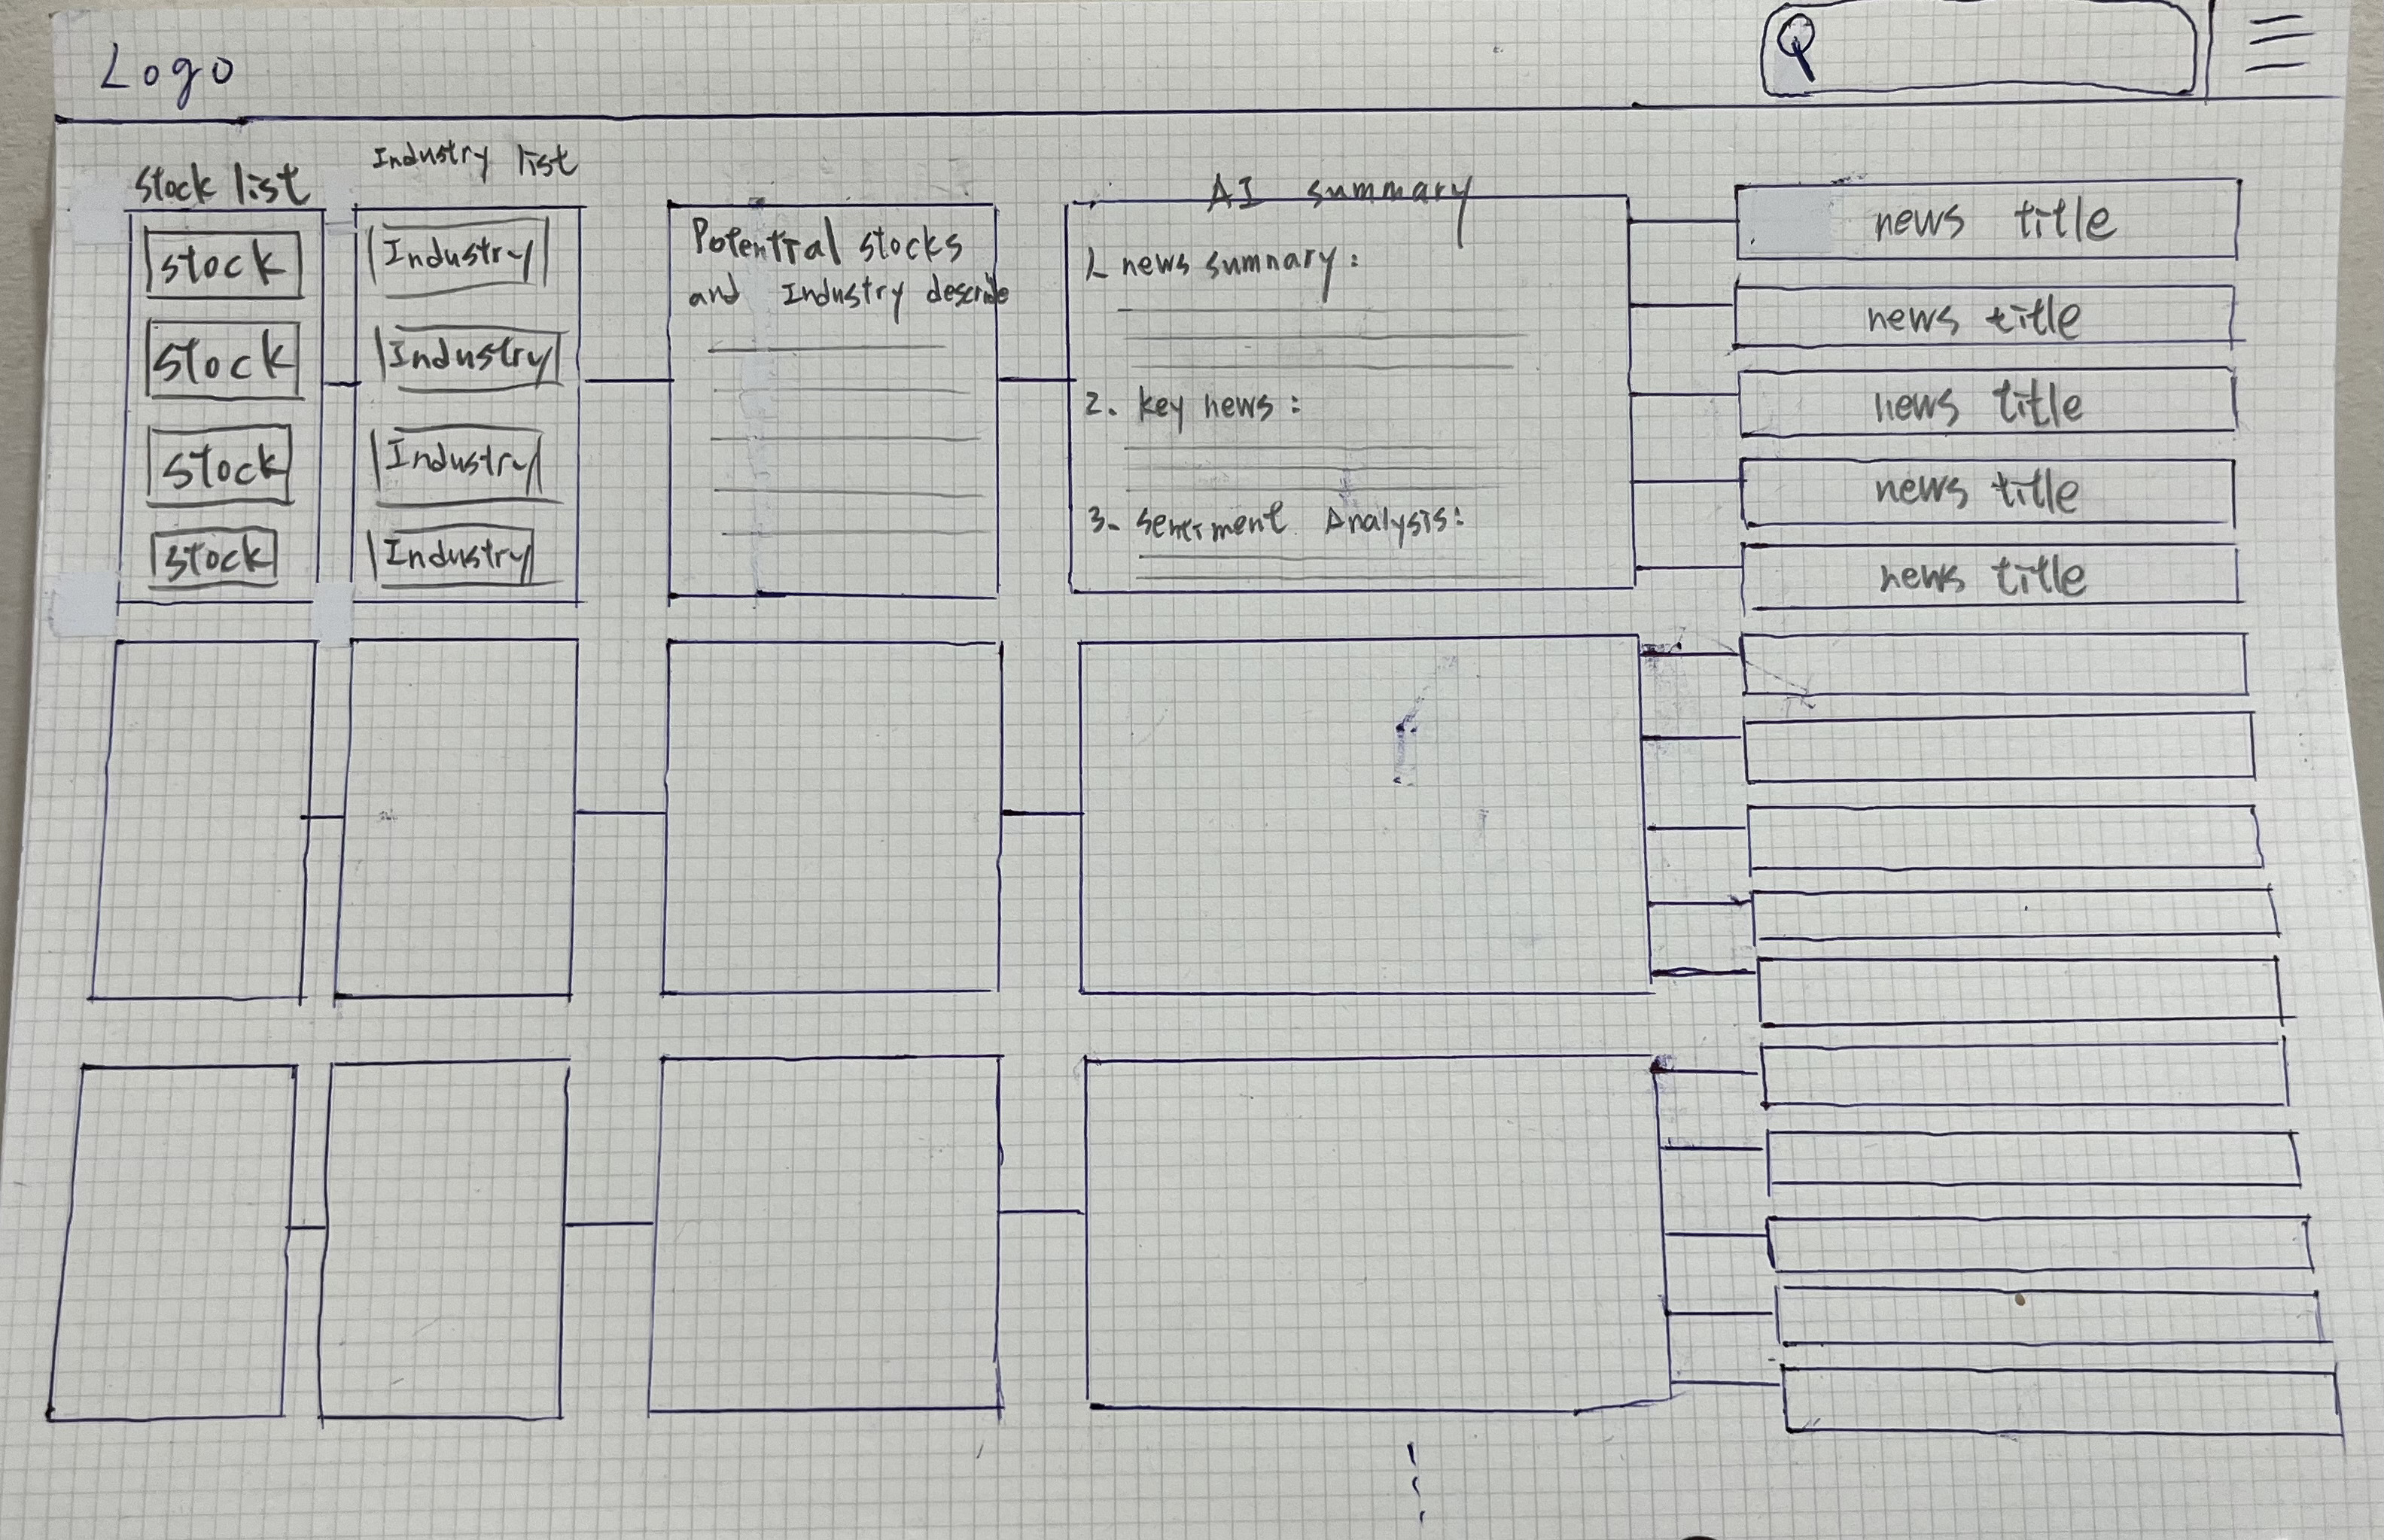 Logo
Stock list
Industry list
stock
stock
stock
stock
Industry
Industry
Industry
Industry
Potential stocks
and Industry describe
AI summary
1. news summary:
2. key news:
3. Sentiment Analysis:
news title
news title
news title
news title
news title